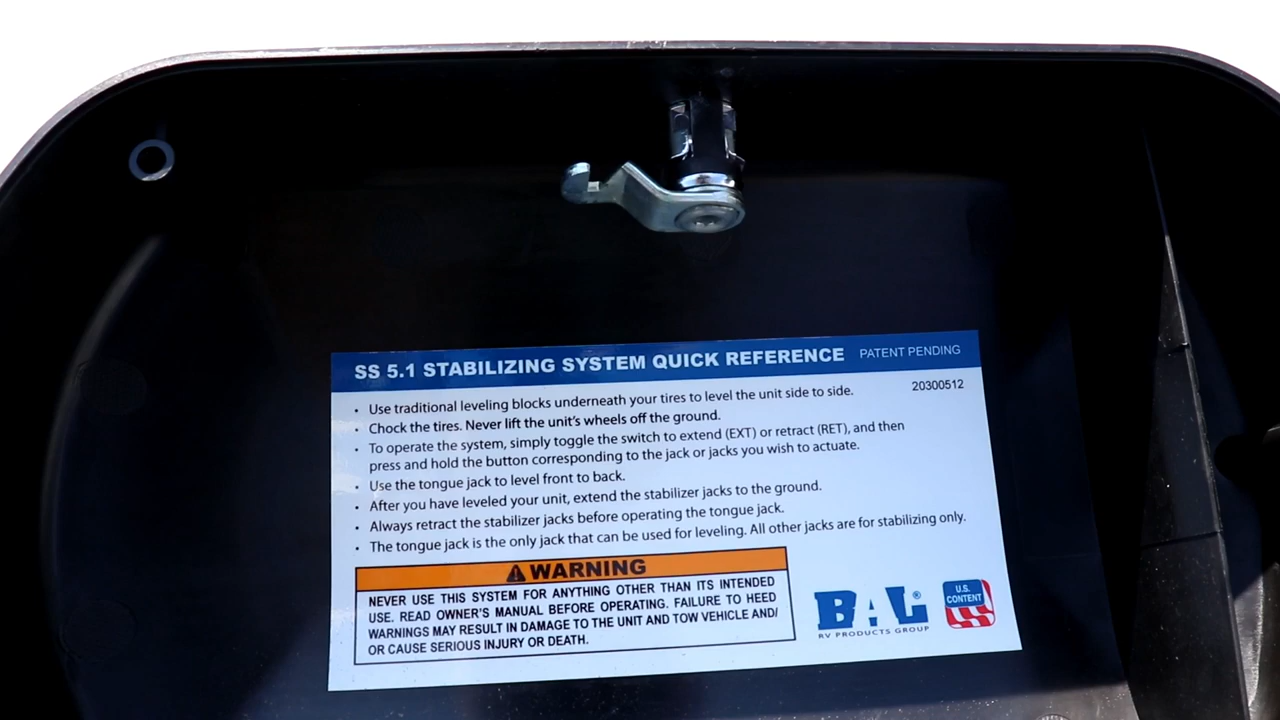 SS 5.1 STABILIZING SYSTEM QUICK REFERENCE PATENT PENDING
20300512
• Use traditional leveling blocks underneath your tires to level the unit side to side.
• Chock the tires. Never lift the unit's wheels off the ground.
• To operate the system, simply toggle the switch to extend (EXT) or retract (RET), and then
press and hold the button corresponding to the jack or jacks you wish to actuate.
• Use the tongue jack to level front to back.
• After you have leveled your unit, extend the stabilizer jacks to the ground.
• Always retract the stabilizer jacks before operating the tongue jack.
• The tongue jack is the only jack that can be used for leveling. All other jacks are for stabilizing only.
WARNING
NEVER USE THIS SYSTEM FOR ANYTHING OTHER THAN ITS INTENDED
USE. READ OWNER'S MANUAL BEFORE OPERATING. FAILURE TO HEED
WARNINGS MAY RESULT IN DAMAGE TO THE UNIT AND TOW VEHICLE AND/
OR CAUSE SERIOUS INJURY OR DEATH.
BAL®
RV PRODUCTS GROUP
U.S.
CONTENT